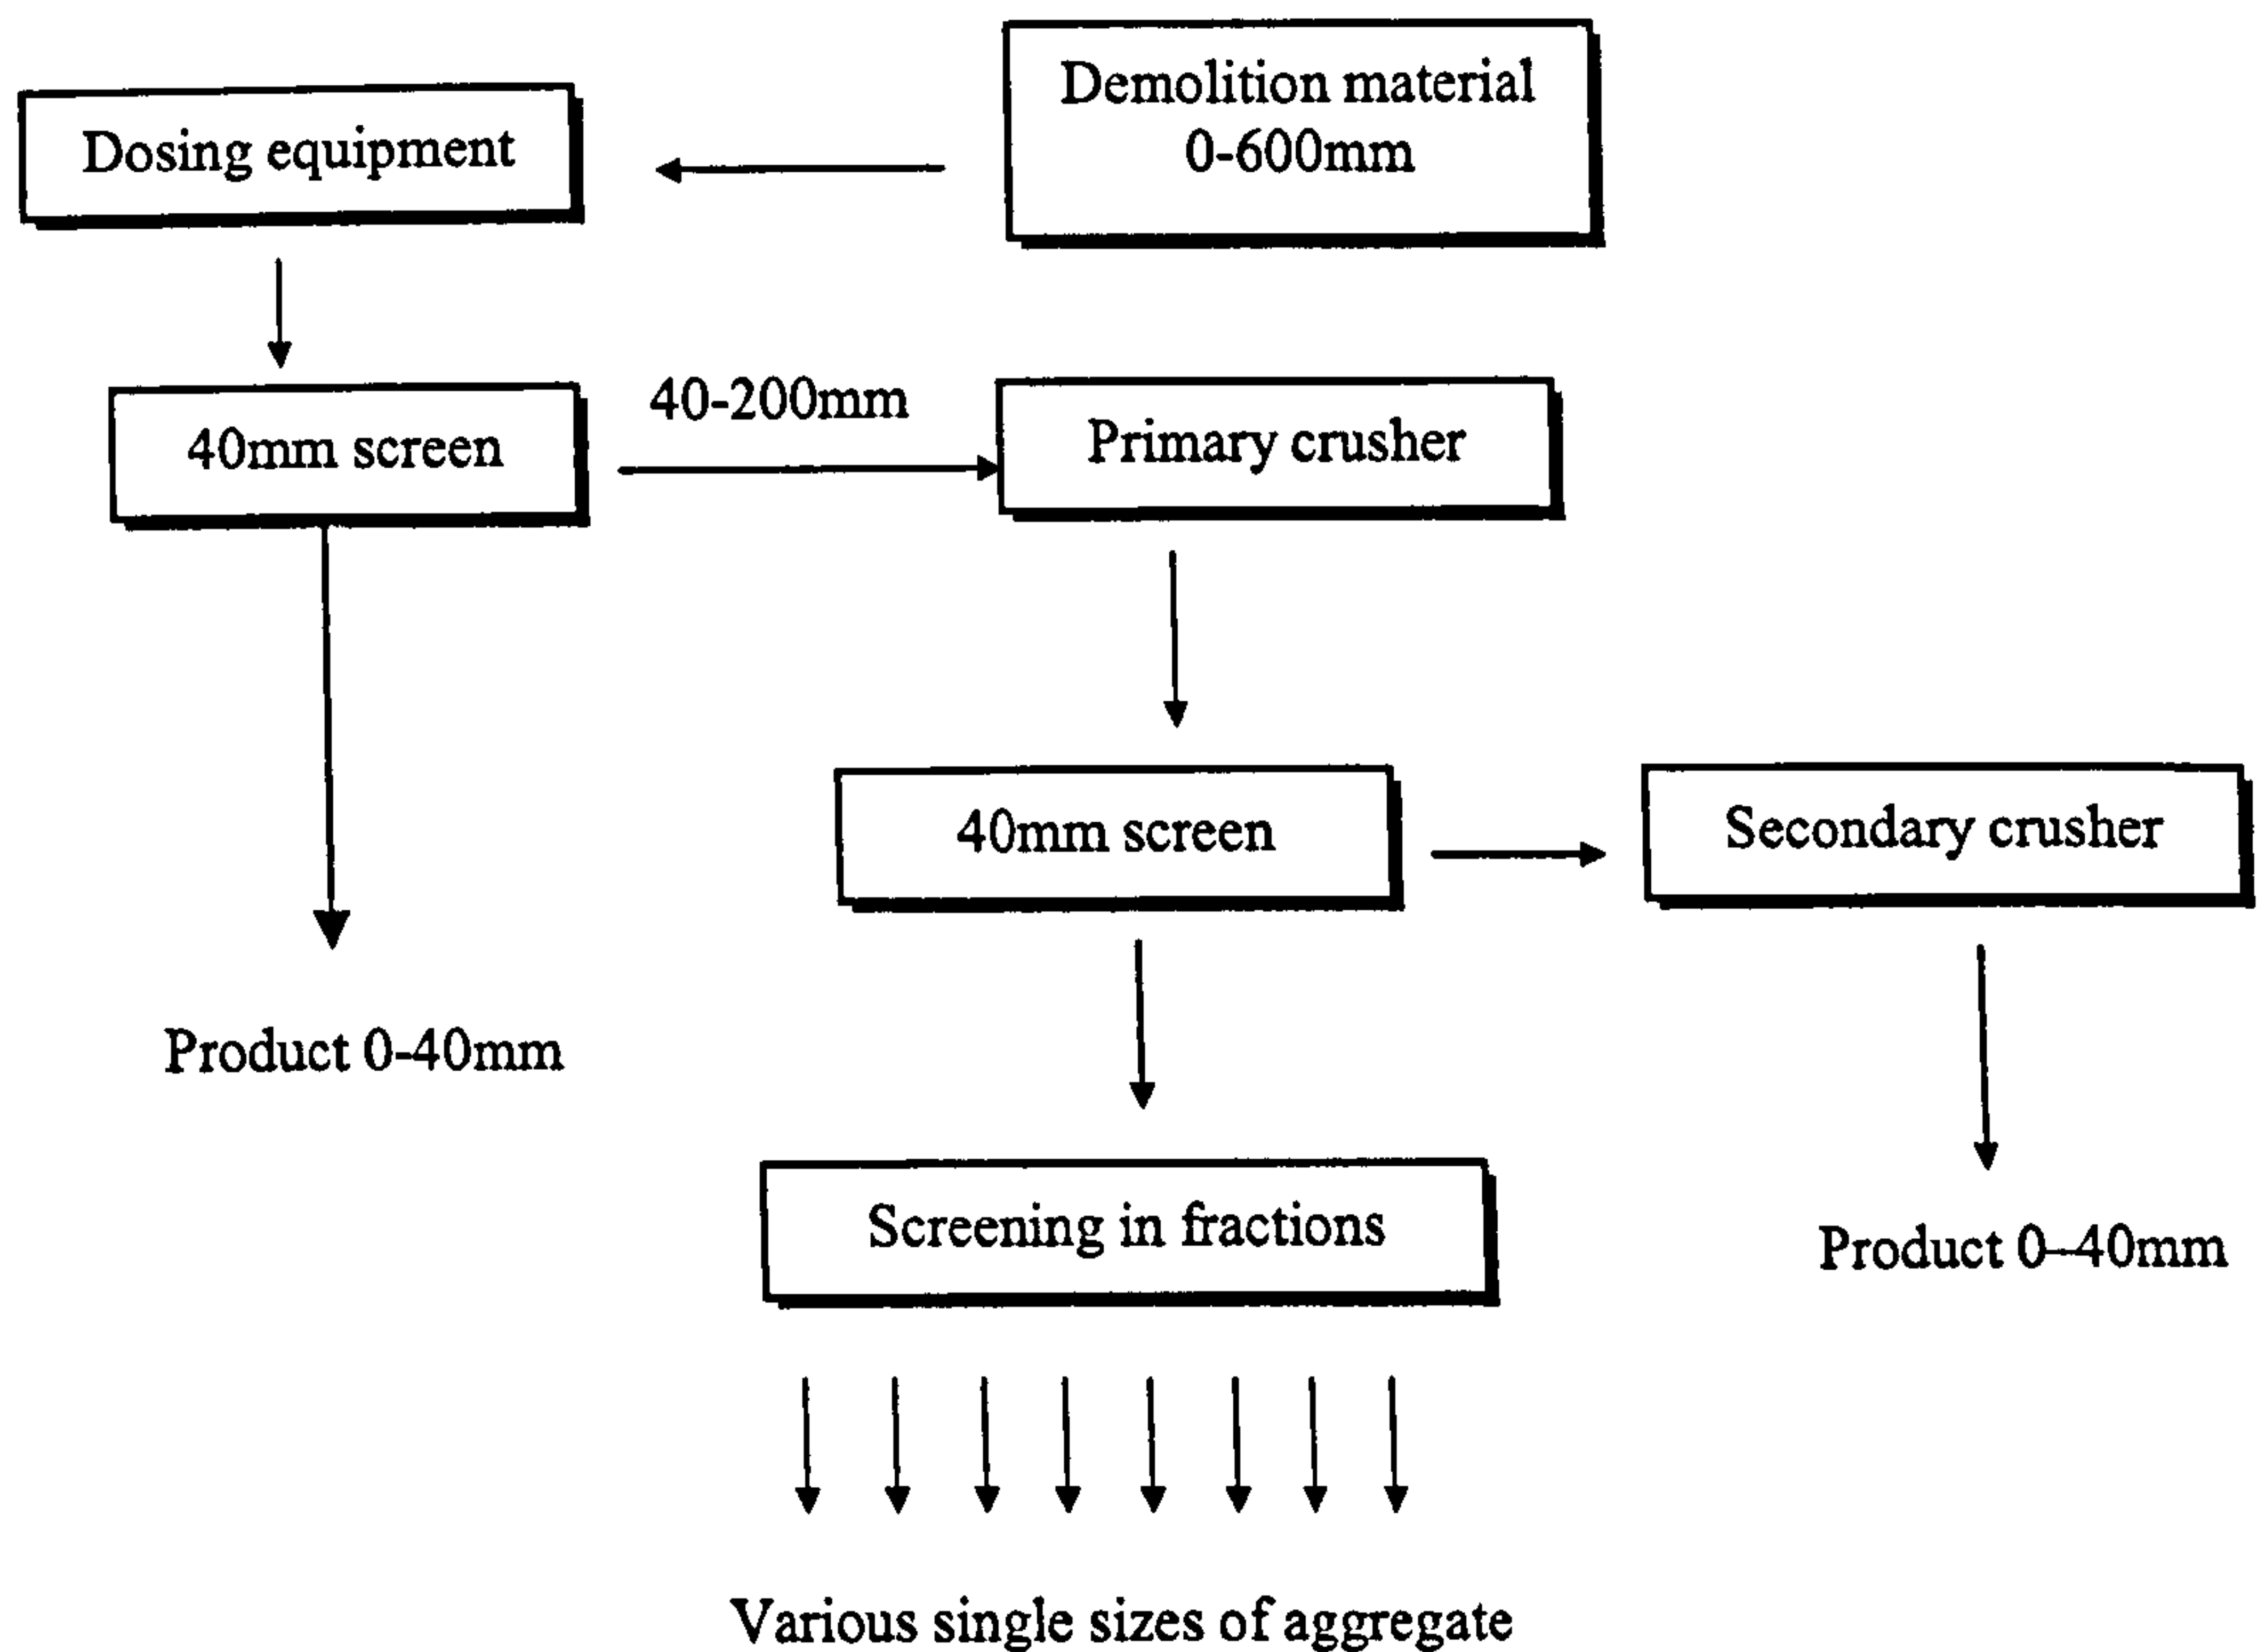 Demolition material
0-600mm
Dosing equipment
40mm screen
40-200mm
Primary crusher
40mm screen
Secondary crusher
Product 0-40mm
Screening in fractions
Product 0-40mm
Various single sizes of aggregate